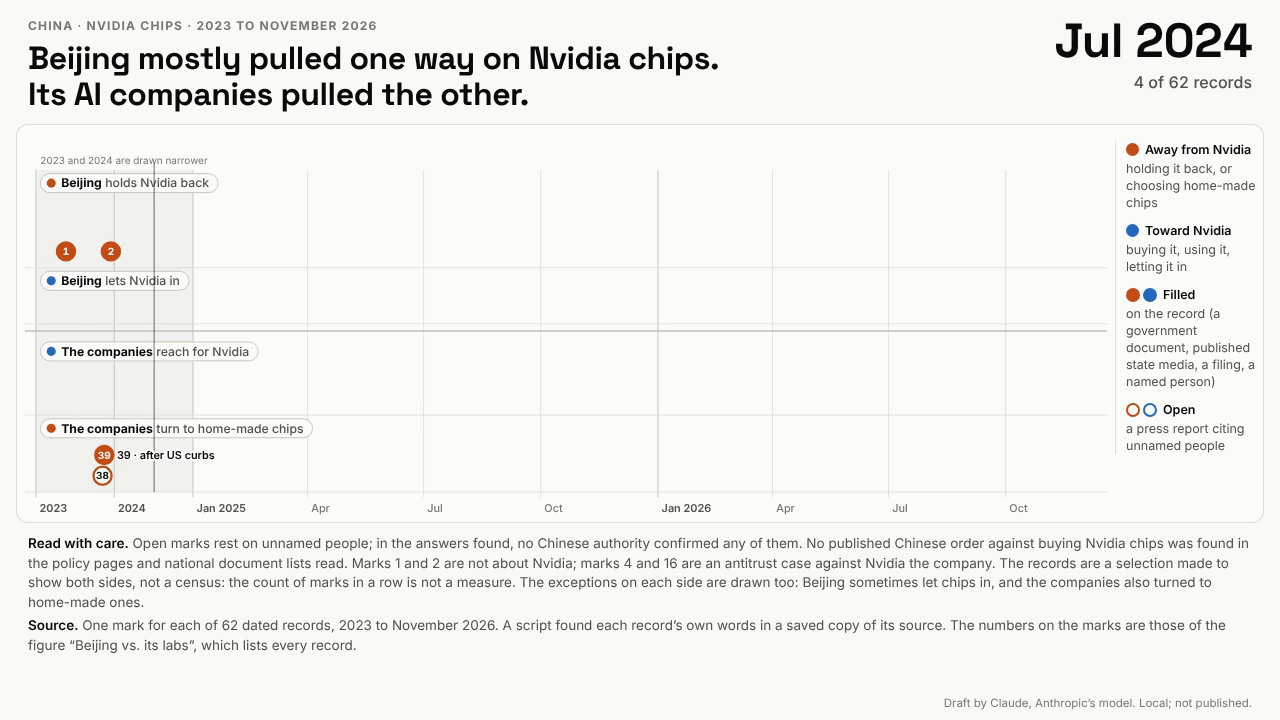 CHINA · NVIDIA CHIPS · 2023 TO NOVEMBER 2026
Beijing mostly pulled one way on Nvidia chips.
Its AI companies pulled the other.
Jul 2024
4 of 62 records
2023 and 2024 are drawn narrower
Beijing holds Nvidia back
1
2
Beijing lets Nvidia in
The companies reach for Nvidia
The companies turn to home-made chips
39
39 · after US curbs
38
2023
2024
Jan 2025
Apr
Jul
Oct
Jan 2026
Apr
Jul
Oct
Away from Nvidia
holding it back, or
choosing home-made
chips
Toward Nvidia
buying it, using it,
letting it in
Filled
on the record (a
government
document, published
state media, a filing, a
named person)
Open
a press report citing
unnamed people
Read with care. Open marks rest on unnamed people; in the answers found, no Chinese authority confirmed any of them. No published Chinese order against buying Nvidia chips was found in
the policy pages and national document lists read. Marks 1 and 2 are not about Nvidia; marks 4 and 16 are an antitrust case against Nvidia the company. The records are a selection made to
show both sides, not a census: the count of marks in a row is not a measure. The exceptions on each side are drawn too: Beijing sometimes let chips in, and the companies also turned to
home-made ones.
Source. One mark for each of 62 dated records, 2023 to November 2026. A script found each record’s own words in a saved copy of its source. The numbers on the marks are those of the
figure “Beijing vs. its labs”, which lists every record.
Draft by Claude, Anthropic’s model. Local; not published.